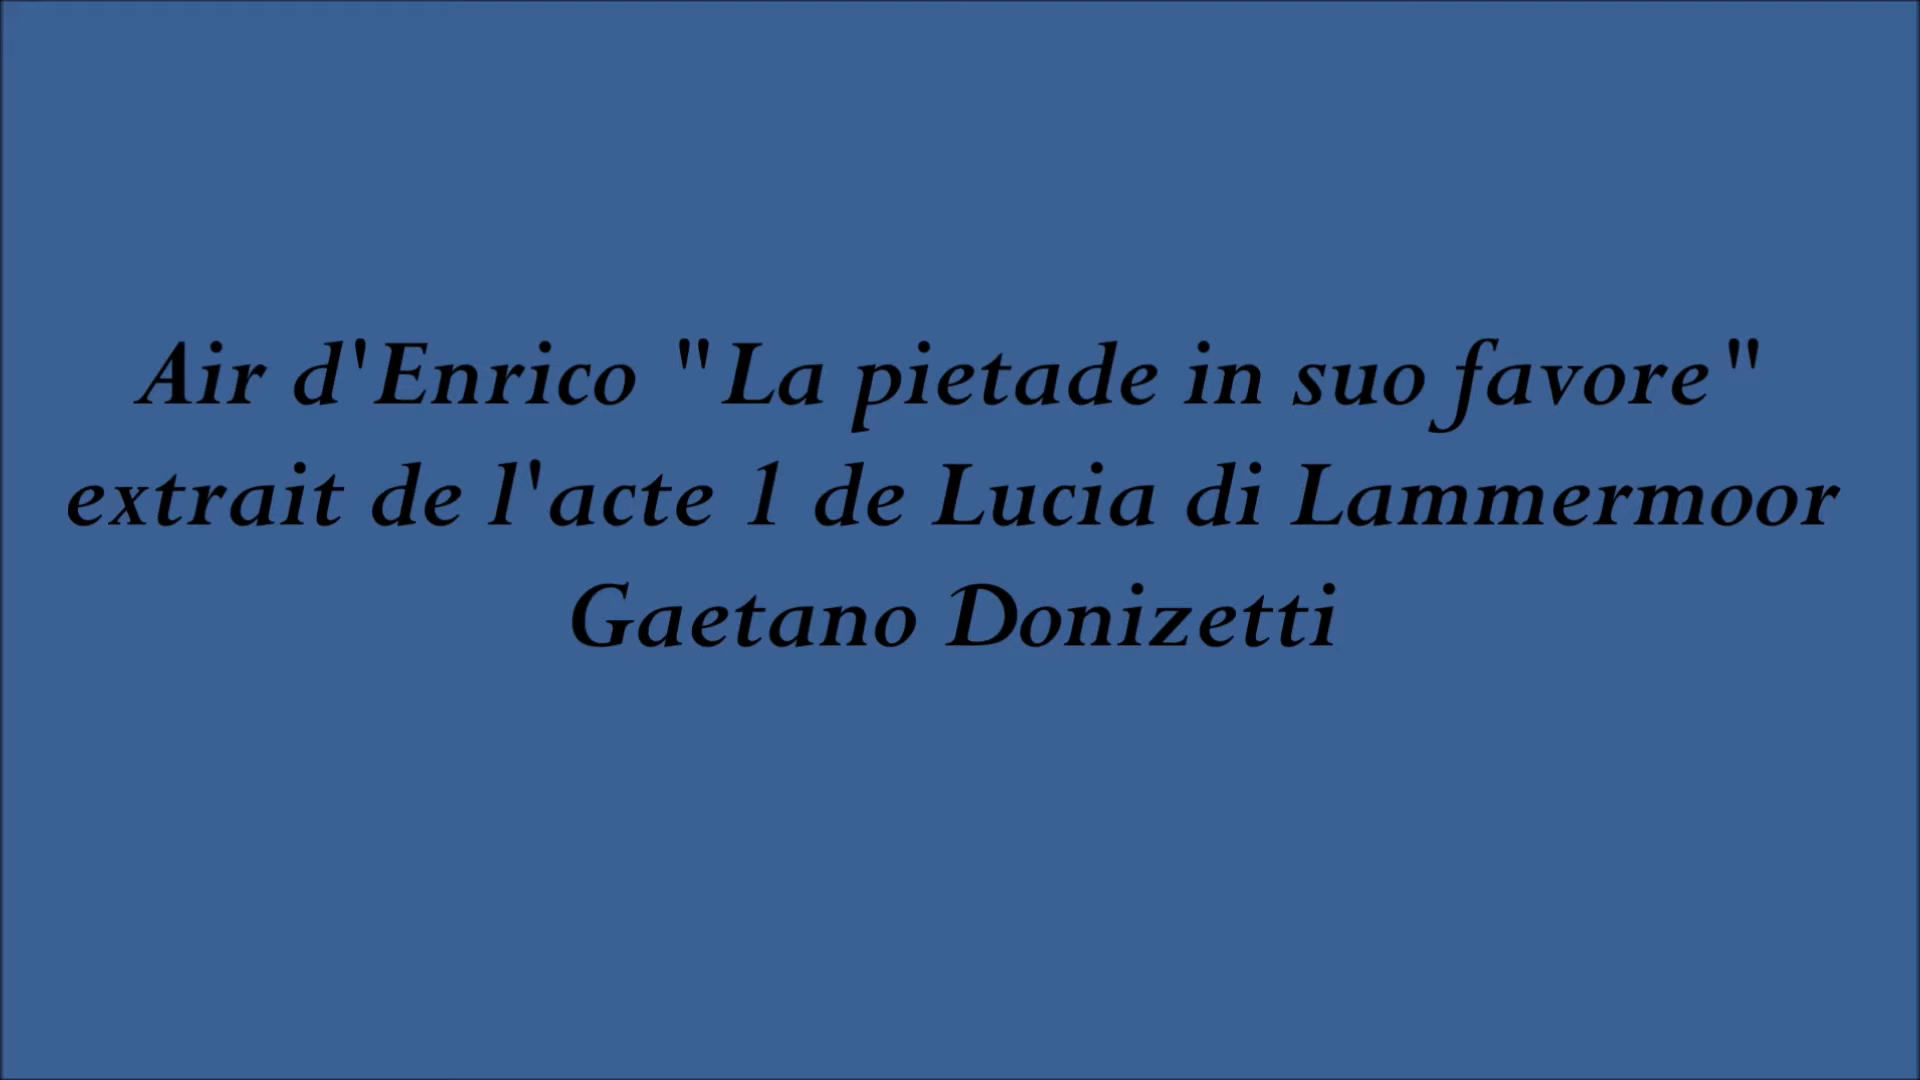 Air d'Enrico "La pietade in suo favore"
extrait de l'acte 1 de Lucia di Lammermoor
Gaetano Donizetti